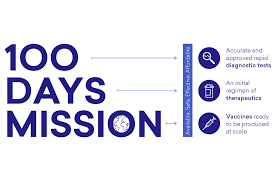 100
DAYS
MISSION
Available, Safe, Effective, Affordable
Accurate and
approved rapid
diagnostic tests
An initial
regimen of
therapeutics.
Vaccines ready
to be produced
at scale